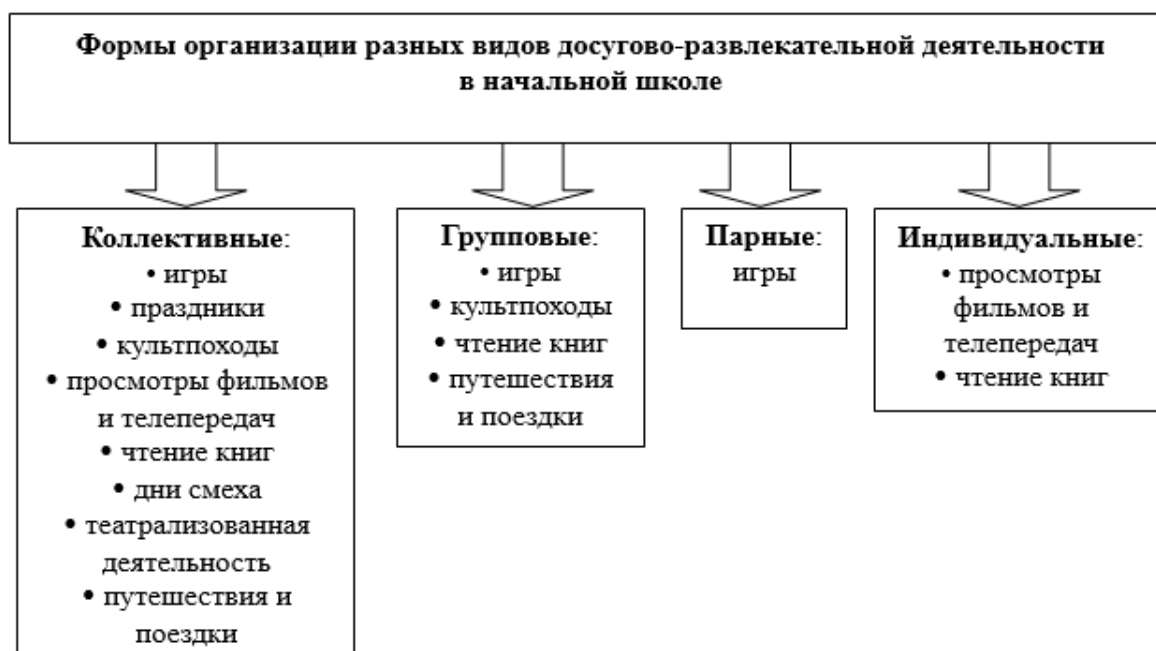 Формы организации разных видов досугово-развлекательной деятельности
в начальной школе
Коллективные:
• игры
• праздники
• культпоходы
• просмотры фильмов
и телепередач
• чтение книг
• дни смеха
• театрализованная
деятельность
• путешествия и
поездки
Групповые:
• игры
• культпоходы
• чтение книг
• путешествия
и поездки
Парные:
игры
Индивидуальные:
• просмотры
фильмов и
телепередач
• чтение книг